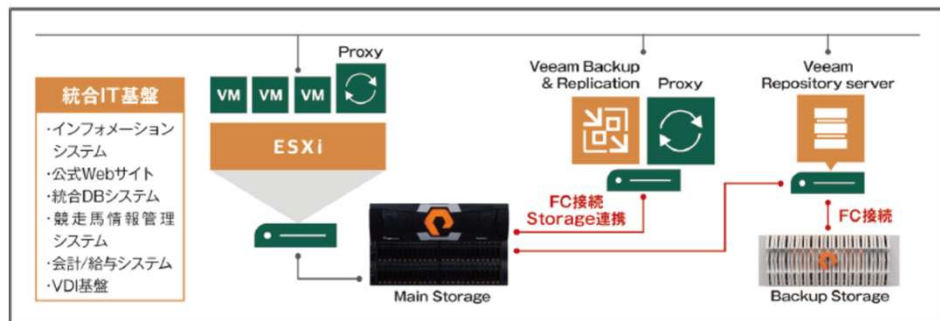 統合IT基盤
・インフォメーション
システム
・公式Webサイト
・統合DBシステム
・競走馬情報管理
システム
・会計/給与システム
・VDI基盤
Proxy
VM VM VM
ESXi
Main Storage
Veeam Backup
& Replication
Proxy
FC接続
Storage連携
Veeam
Repository server
FC接続
Backup Storage